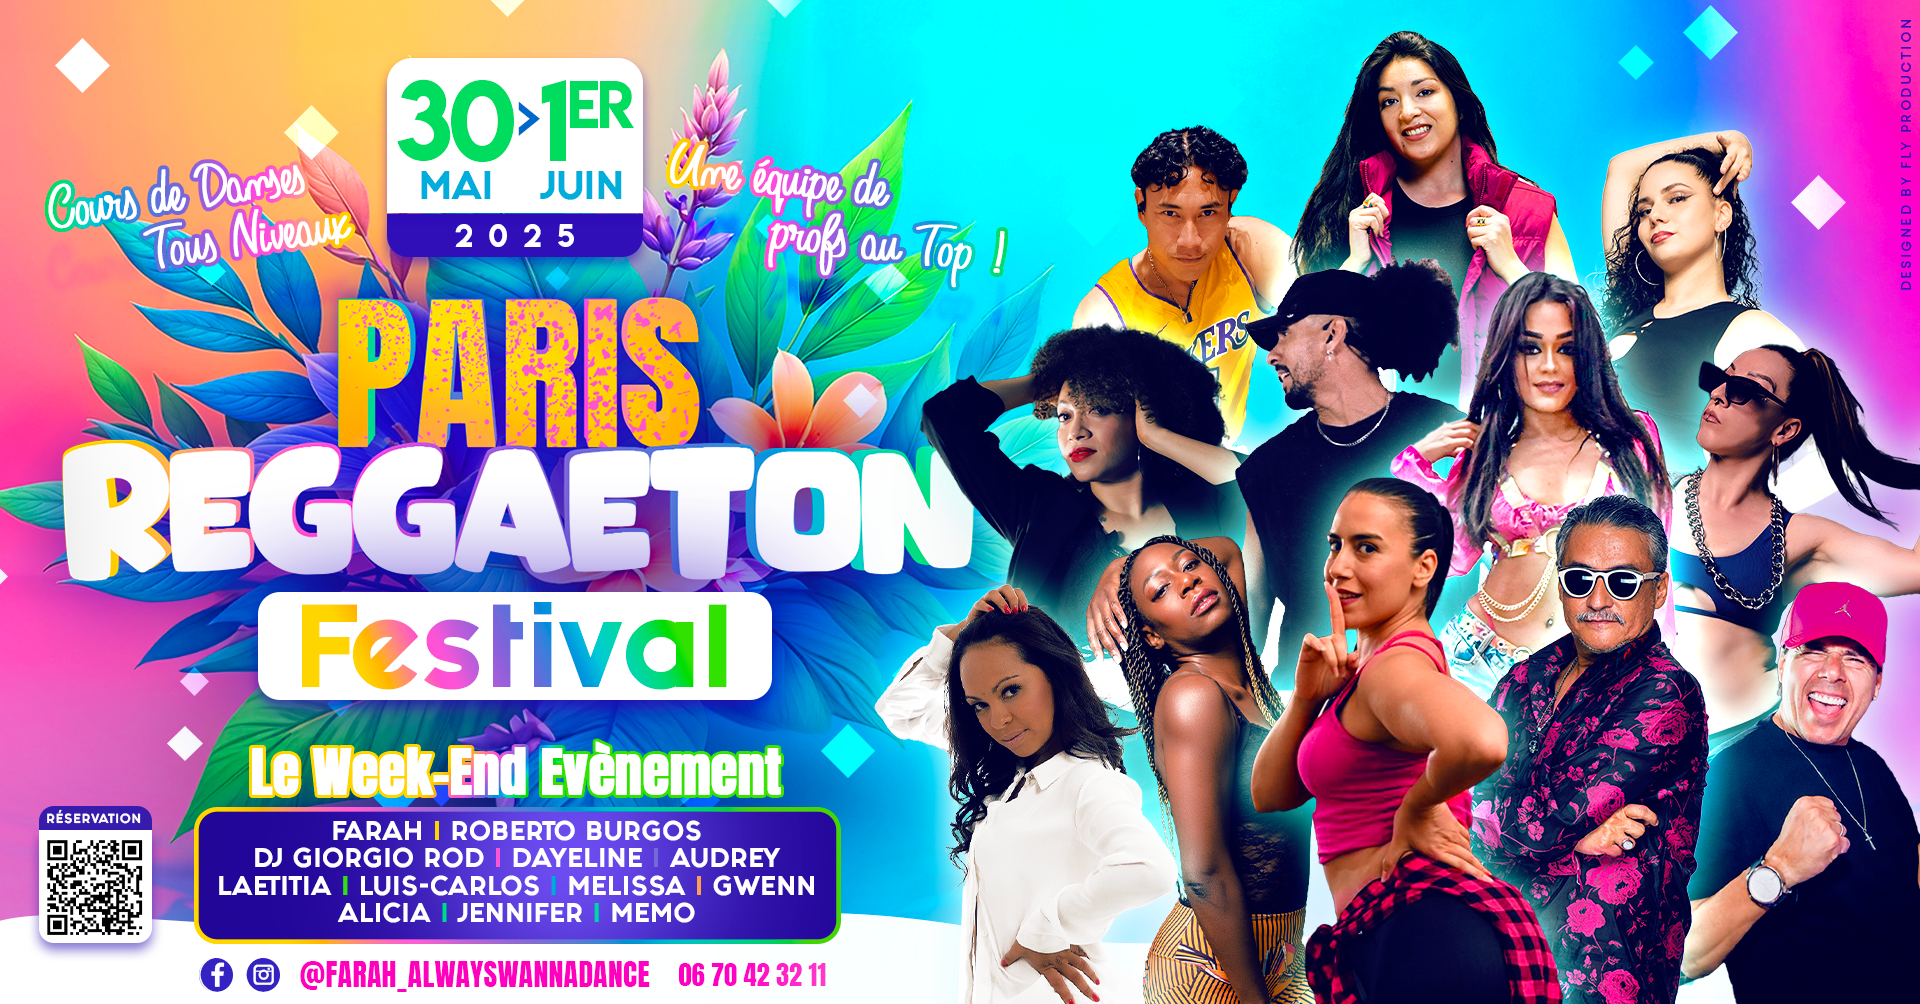 30 > 1ER
MAI JUIN
2025
Cours de Danses
Tous Niveaux
Une équipe de
profs au Top !
PARIS
REGGAETON
Festival
Le Week-End Evènement
FARAH | ROBERTO BURGOS
DJ GIORGIO ROD | DAYELINE | AUDREY
LAETITIA | LUIS-CARLOS | MELISSA | GWENN
ALICIA | JENNIFER | MEMO
RÉSERVATION
@FARAH_ALWAYSWANNADANCE 06 70 42 32 11
DESIGNED BY FLY PRODUCTION